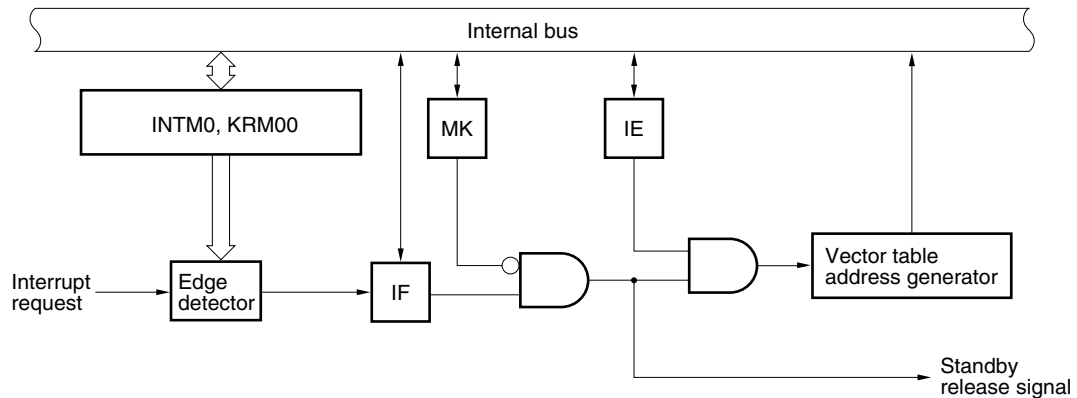 Internal bus
INTM0, KRM00
MK
IE
Interrupt
request
Edge
detector
IF
Vector table
address generator
Standby
release signal